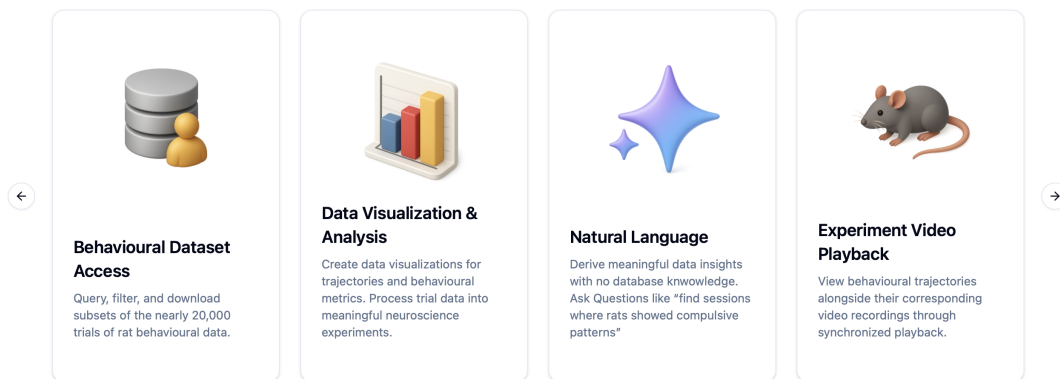 Behavioural Dataset
Access
Query, filter, and download
subsets of the nearly 20,000
trials of rat behavioural data.
Data Visualization &
Analysis
Create data visualizations for
trajectories and behavioural
metrics. Process trial data into
meaningful neuroscience
experiments.
Natural Language
Derive meaningful data insights
with no database knwowledge.
Ask Questions like “find sessions
where rats showed compulsive
patterns”
Experiment Video
Playback
View behavioural trajectories
alongside their corresponding
video recordings through
synchronized playback.